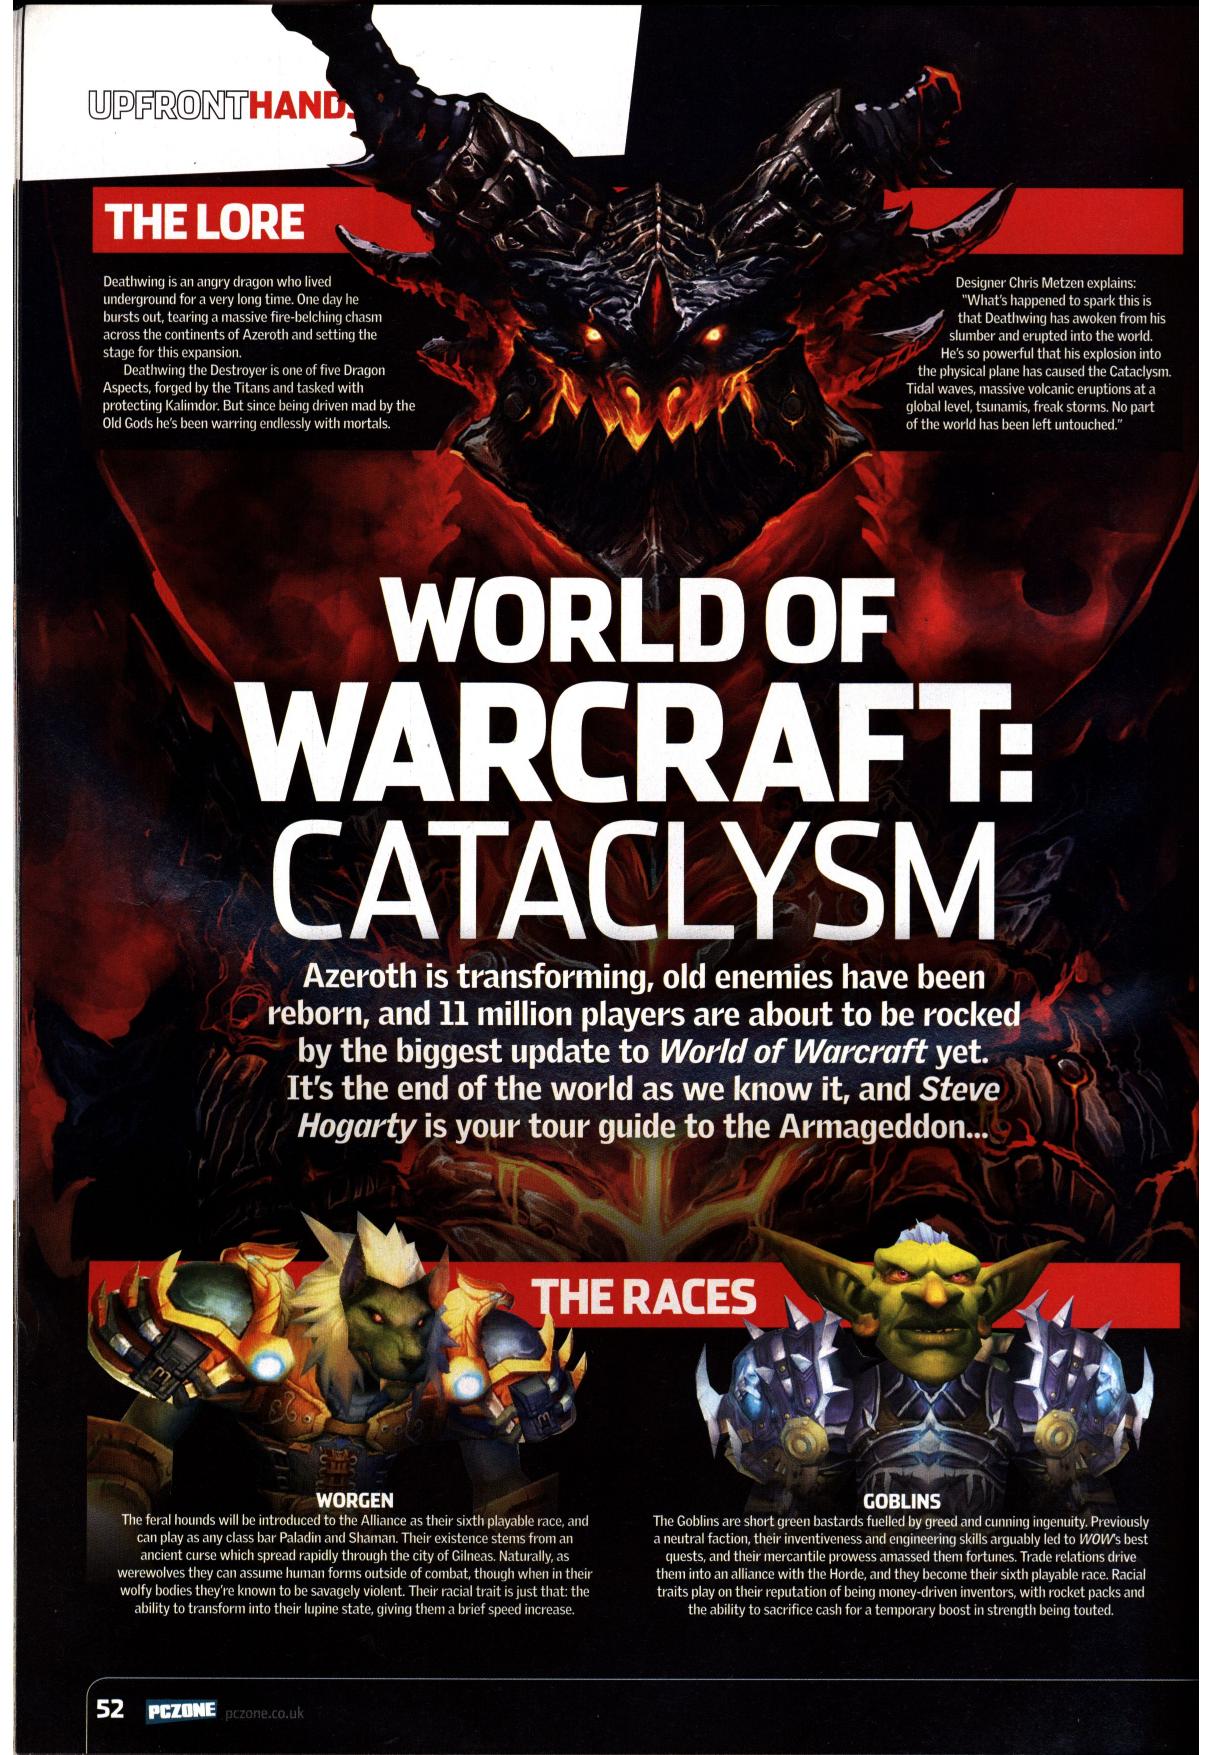 UPFRONTHANDS
THE LORE
Deathwing is an angry dragon who lived
underground for a very long time. One day he
bursts out, tearing a massive fire-belching chasm
across the continents of Azeroth and setting the
stage for this expansion.
Deathwing the Destroyer is one of five Dragon
Aspects, forged by the Titans and tasked with
protecting Kalimdor. But since being driven mad by the
Old Gods he's been warring endlessly with mortals.
Designer Chris Metzen explains:
"What's happened to spark this is
that Deathwing has awoken from his
slumber and erupted into the world.
He's so powerful that his explosion into
the physical plane has caused the Cataclysm.
Tidal waves, massive volcanic eruptions at a
global level, tsunamis, freak storms. No part
of the world has been left untouched."
WORLD OF
WARCRAFT:
CATACLYSM
Azeroth is transforming, old enemies have been
reborn, and 11 million players are about to be rocked
by the biggest update to World of Warcraft yet.
It's the end of the world as we know it, and Steve
Hogarty is your tour guide to the Armageddon...
THE RACES
WORGEN
The feral hounds will be introduced to the Alliance as their sixth playable race, and
can play as any class bar Paladin and Shaman. Their existence stems from an
ancient curse which spread rapidly through the city of Gilneas. Naturally, as
werewolves they can assume human forms outside of combat, though when in their
wolfy bodies they're known to be savagely violent. Their racial trait is just that: the
ability to transform into their lupine state, giving them a brief speed increase.
GOBLINS
The Goblins are short green bastards fuelled by greed and cunning ingenuity. Previously
a neutral faction, their inventiveness and engineering skills arguably led to WOW's best
quests, and their mercantile prowess amassed them fortunes. Trade relations drive
them into an alliance with the Horde, and they become their sixth playable race. Racial
traits play on their reputation of being money-driven inventors, with rocket packs and
the ability to sacrifice cash for a temporary boost in strength being touted.
52 PCZONE pczone.co.uk